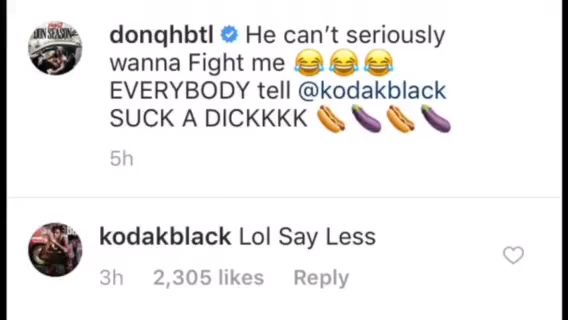 donqhbtl He can't seriously
wanna Fight me 😂😂😂
EVERYBODY tell @kodakblack
SUCK A DICKKKK 🌭🍆🌭🍆
5h
kodakblack Lol Say Less
3h 2,305 likes Reply